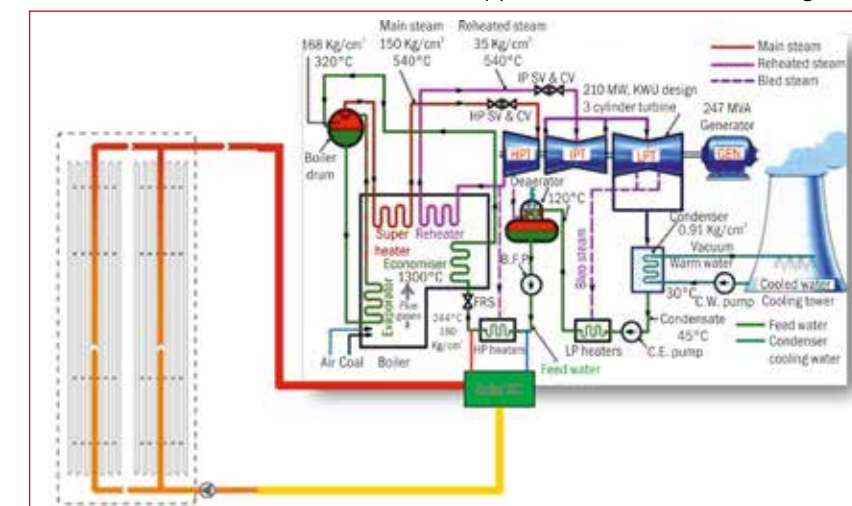 Main steam
150 Kg/cm²
540°C
Reheated steam
35 Kg/cm²
540°C
168 Kg/cm²
320°C
Main steam
Reheated steam
Bled steam
IP SV & CV
HP SV & CV
210 MW, KWU design
3 cylinder turbine
247 MVA
Generator
HPT
IPT
LPT
GEN
Boiler
drum
Deaerator
120°C
Super
heater
Reheater
Economiser
1300°C
Flue
gases
Evaporator
B.F.P.
Bled steam
Condenser
0.91 Kg/cm²
Vacuum
Warm water
30°C
C.W. pump
Cooled water
Cooling tower
FRS
244°C
180
Kg/cm²
HP heaters
LP heaters
C.E. pump
Condensate
45°C
Feed water
Condenser
cooling water
Air Coal
Boiler
Feed water